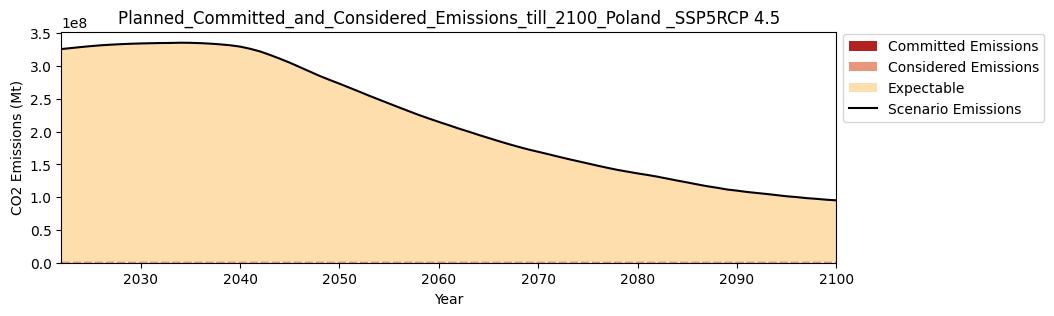 Planned_Committed_and_Considered_Emissions_till_2100_Poland _SSP5RCP 4.5
1e8
3.5
3.0
2.5
2.0
1.5
1.0
0.5
0.0
CO2 Emissions (Mt)
2030 2040 2050 2060 2070 2080 2090 2100
Year
Committed Emissions
Considered Emissions
Expectable
Scenario Emissions